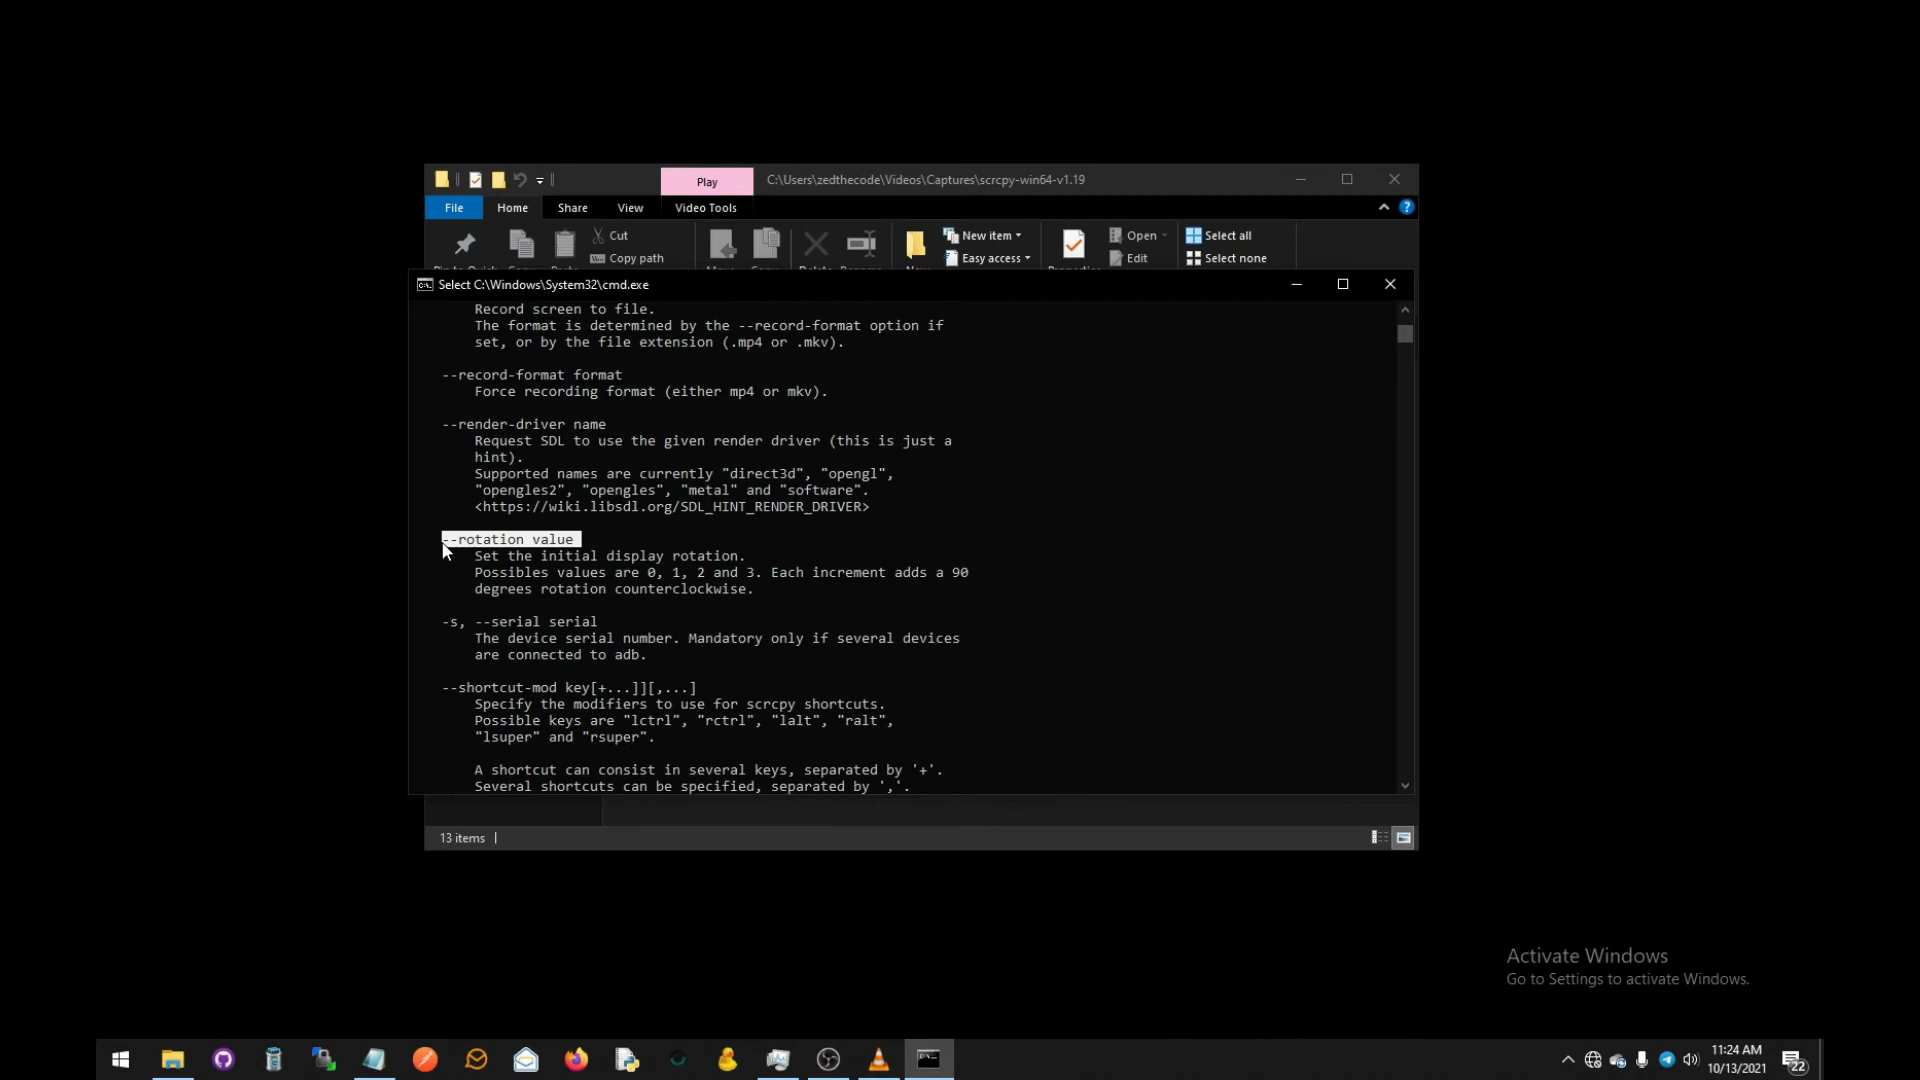 Play
C:\Users\zedthecode\Videos\Captures\scrcpy-win64-v1.19
File
Home
Share
View
Video Tools
Cut
Copy path
New item
Easy access
Open
Edit
Select all
Select none
Select C:\Windows\System32\cmd.exe
Record screen to file.
The format is determined by the --record-format option if
set, or by the file extension (.mp4 or .mkv).
--record-format format
Force recording format (either mp4 or mkv).
--render-driver name
Request SDL to use the given render driver (this is just a
hint).
Supported names are currently "direct3d", "opengl",
"opengles2", "opengles", "metal" and "software".
<https://wiki.libsdl.org/SDL_HINT_RENDER_DRIVER>
--rotation value
Set the initial display rotation.
Possibles values are 0, 1, 2 and 3. Each increment adds a 90
degrees rotation counterclockwise.
-s, --serial serial
The device serial number. Mandatory only if several devices
are connected to adb.
--shortcut-mod key[+...]][,...]
Specify the modifiers to use for scrcpy shortcuts.
Possible keys are "lctrl", "rctrl", "lalt", "ralt",
"lsuper" and "rsuper".
A shortcut can consist in several keys, separated by '+'.
Several shortcuts can be specified, separated by ','.
13 items
Activate Windows
Go to Settings to activate Windows.
11:24 AM
10/13/2021
22